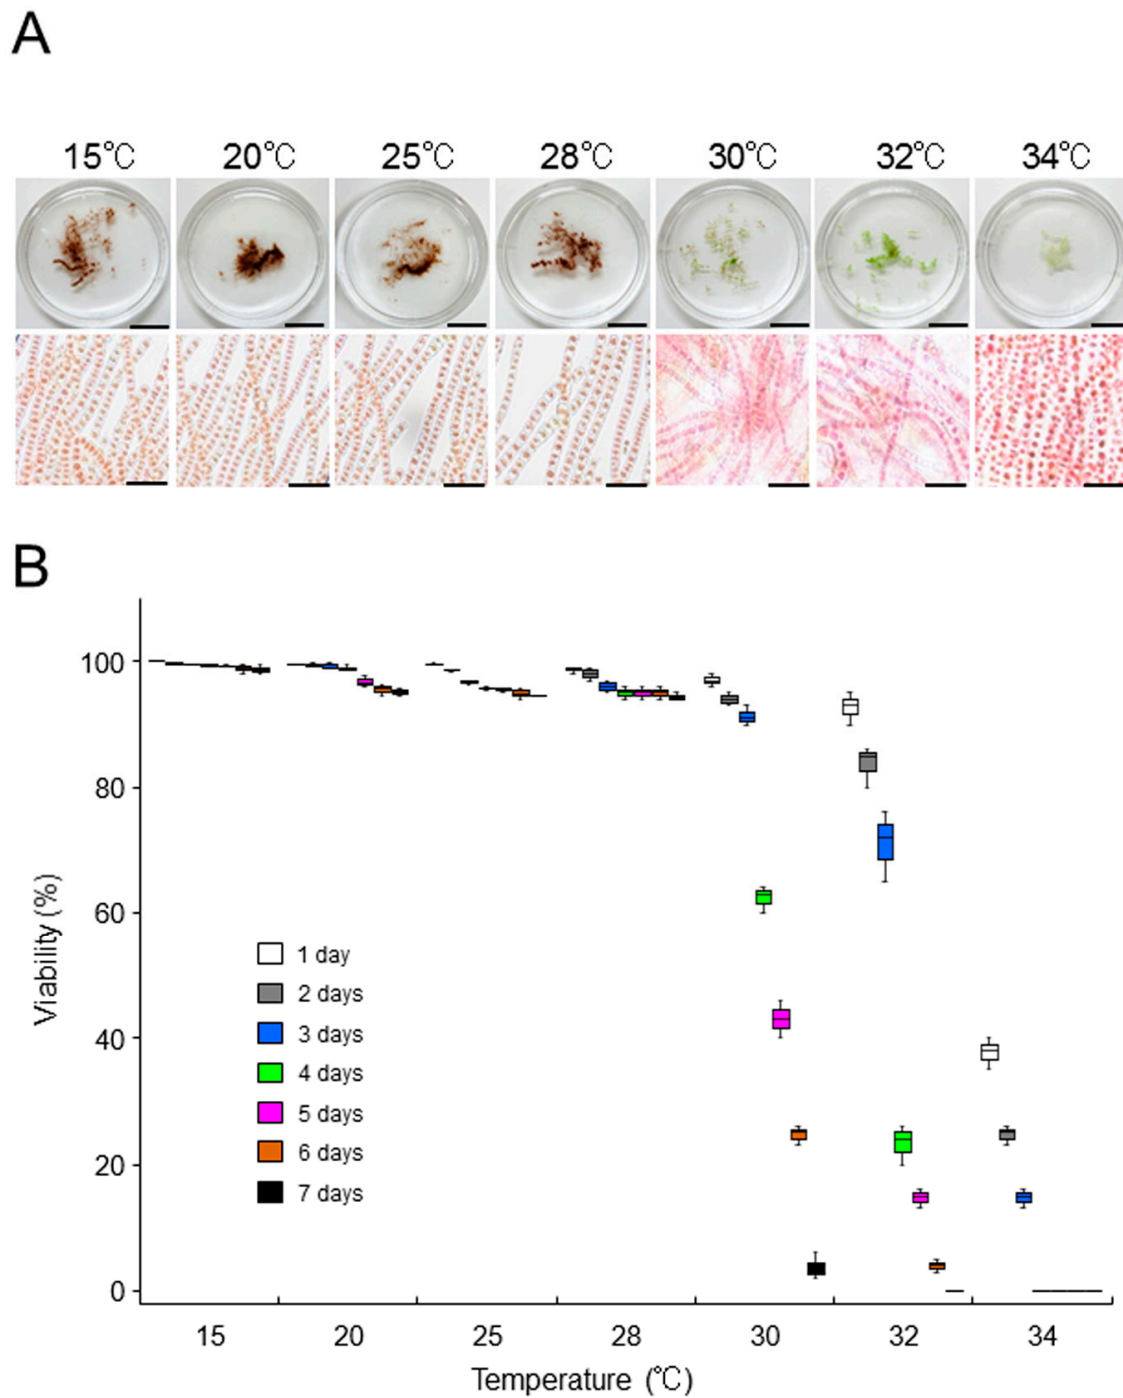 A
15℃ 20℃ 25℃ 28℃ 30℃ 32℃ 34℃
B
100
80
60
40
20
0
Viability (%)
1 day
2 days
3 days
4 days
5 days
6 days
7 days
15 20 25 28 30 32 34
Temperature (℃)